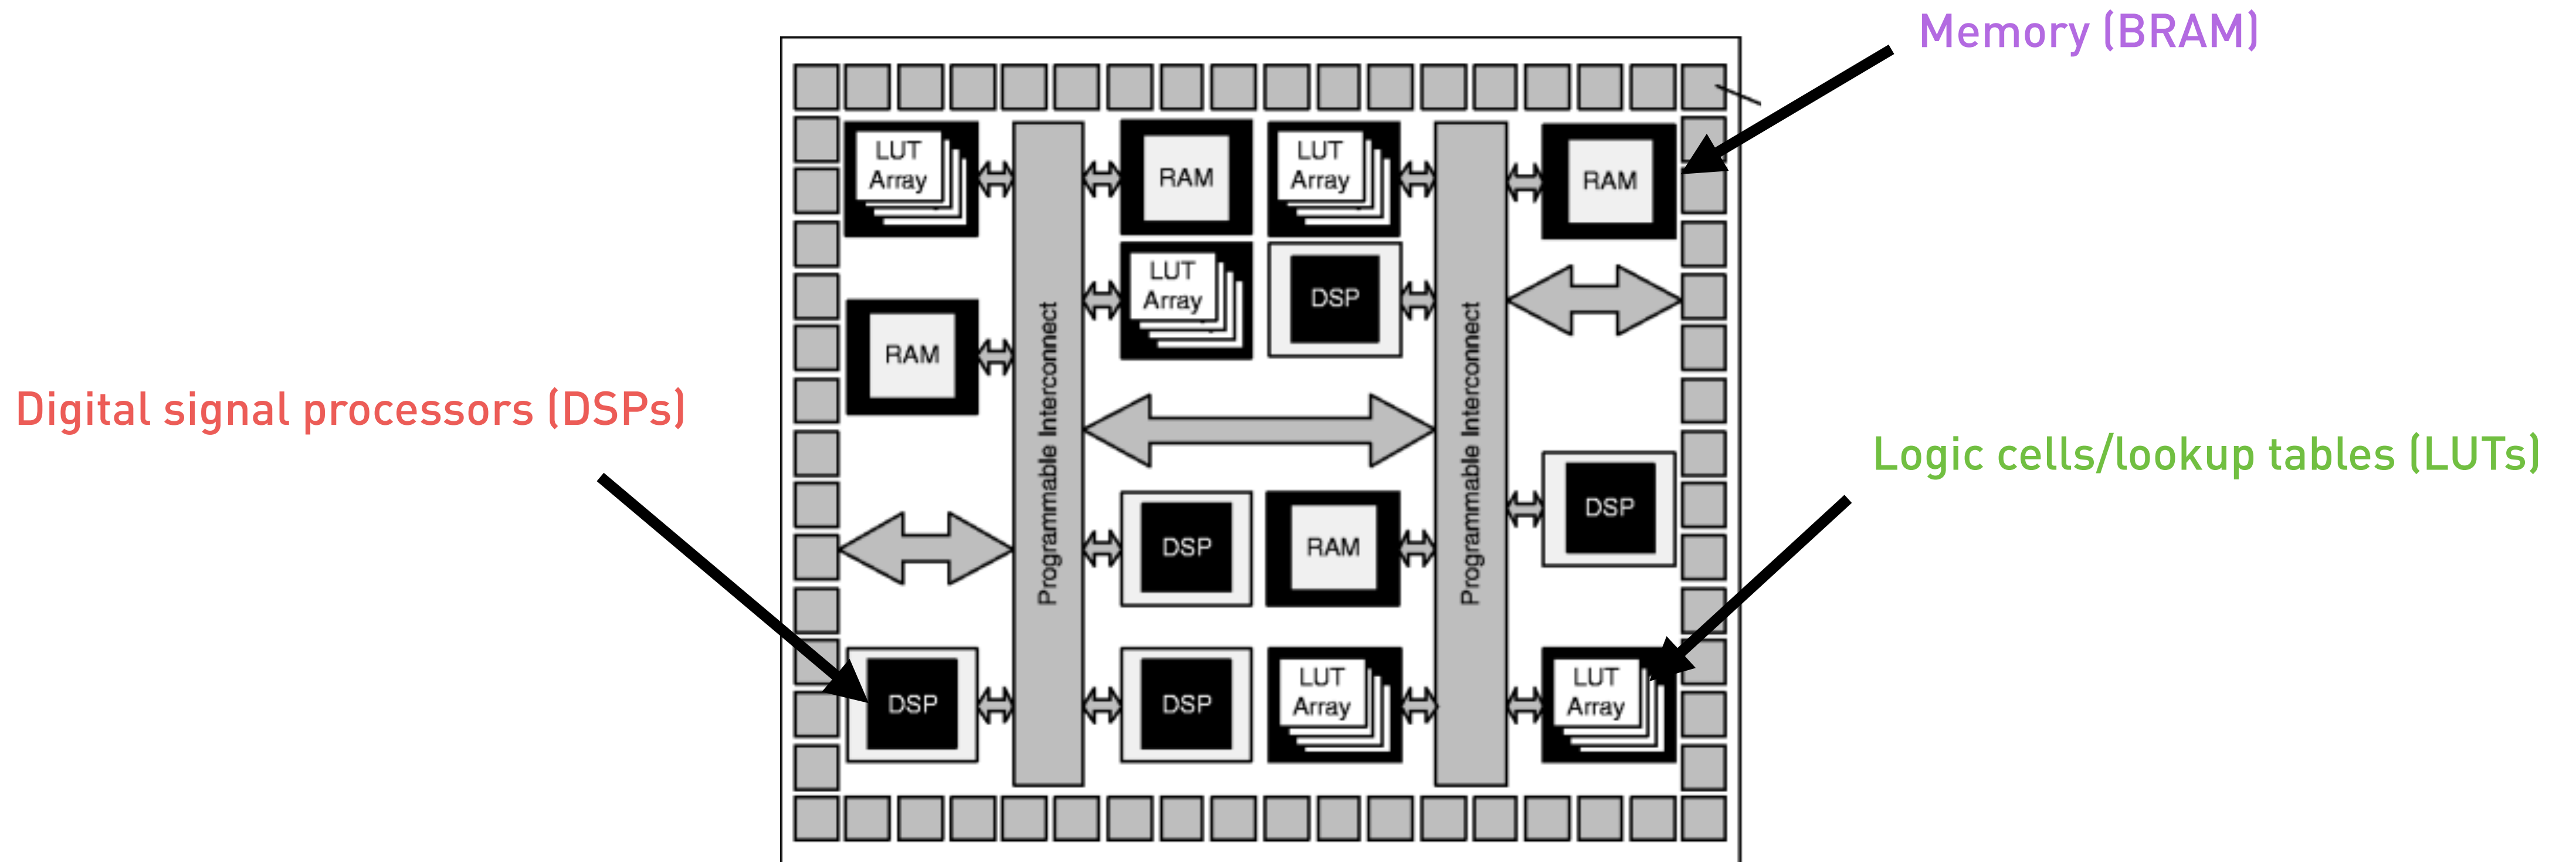 Memory (BRAM)
LUT
Array
RAM
LUT
Array
RAM
LUT
Array
DSP
RAM
Programmable Interconnect
Programmable Interconnect
Digital signal processors (DSPs)
Logic cells/lookup tables (LUTs)
DSP
DSP
RAM
DSP
DSP
LUT
Array
LUT
Array